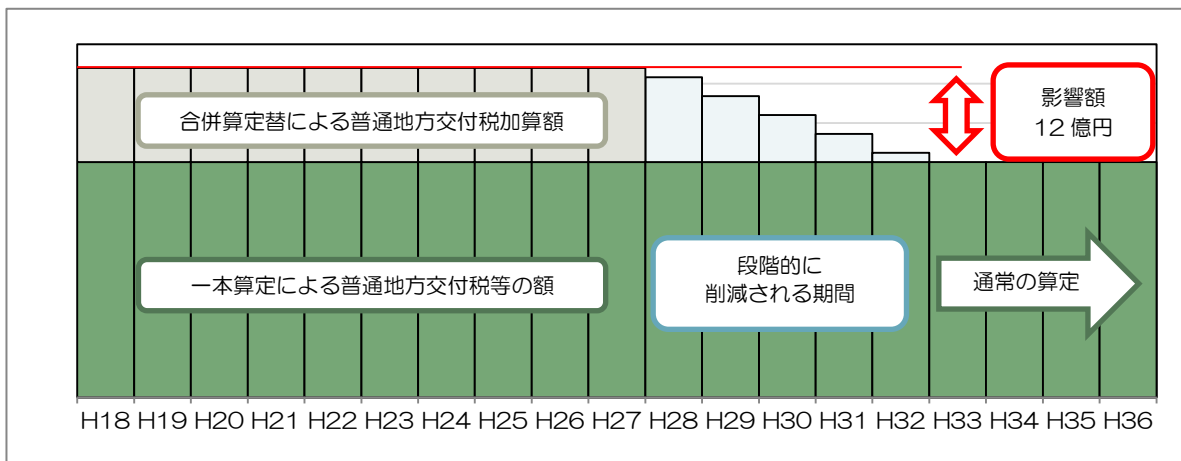 合併算定替による普通地方交付税加算額
影響額
12億円
一本算定による普通地方交付税等の額
段階的に
削減される期間
通常の算定
H18 H19 H20 H21 H22 H23 H24 H25 H26 H27 H28 H29 H30 H31 H32 H33 H34 H35 H36